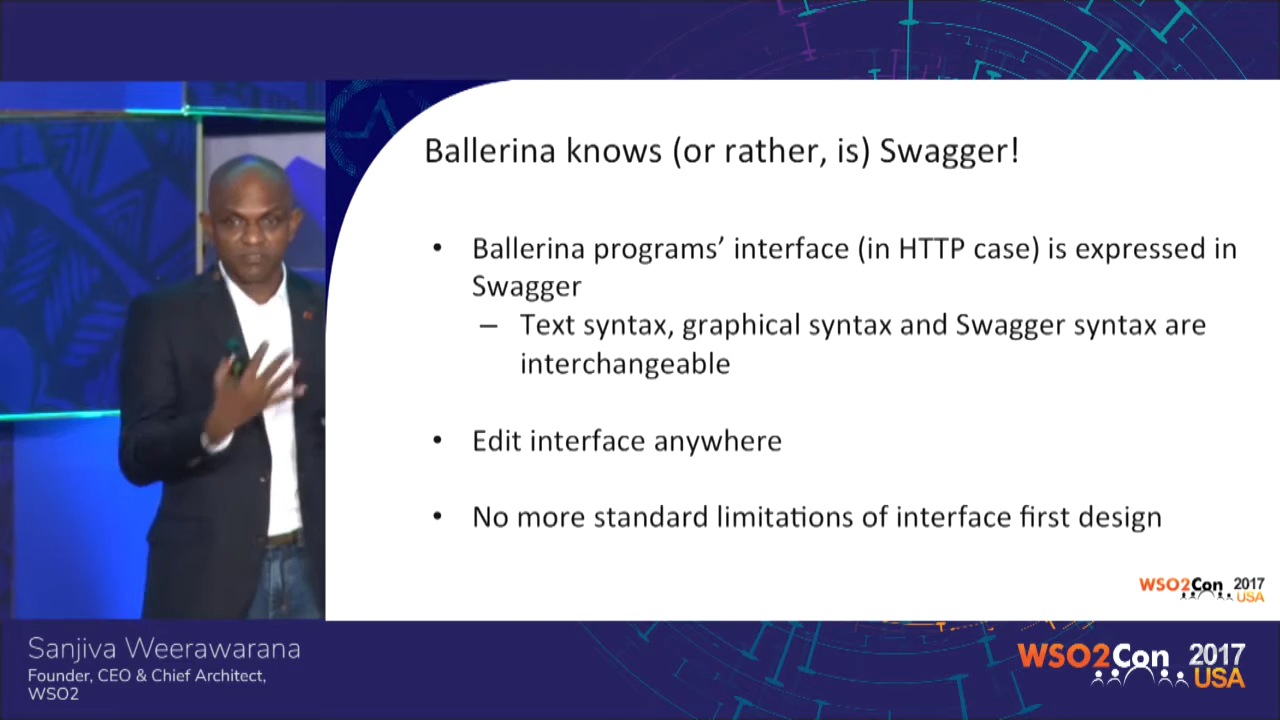 Ballerina knows (or rather, is) Swagger!
• Ballerina programs’ interface (in HTTP case) is expressed in
Swagger
– Text syntax, graphical syntax and Swagger syntax are
interchangeable
• Edit interface anywhere
• No more standard limitations of interface first design
WSO2Con 2017
USA
Sanjiva Weerawarana
Founder, CEO & Chief Architect,
WSO2
WSO2Con 2017
USA